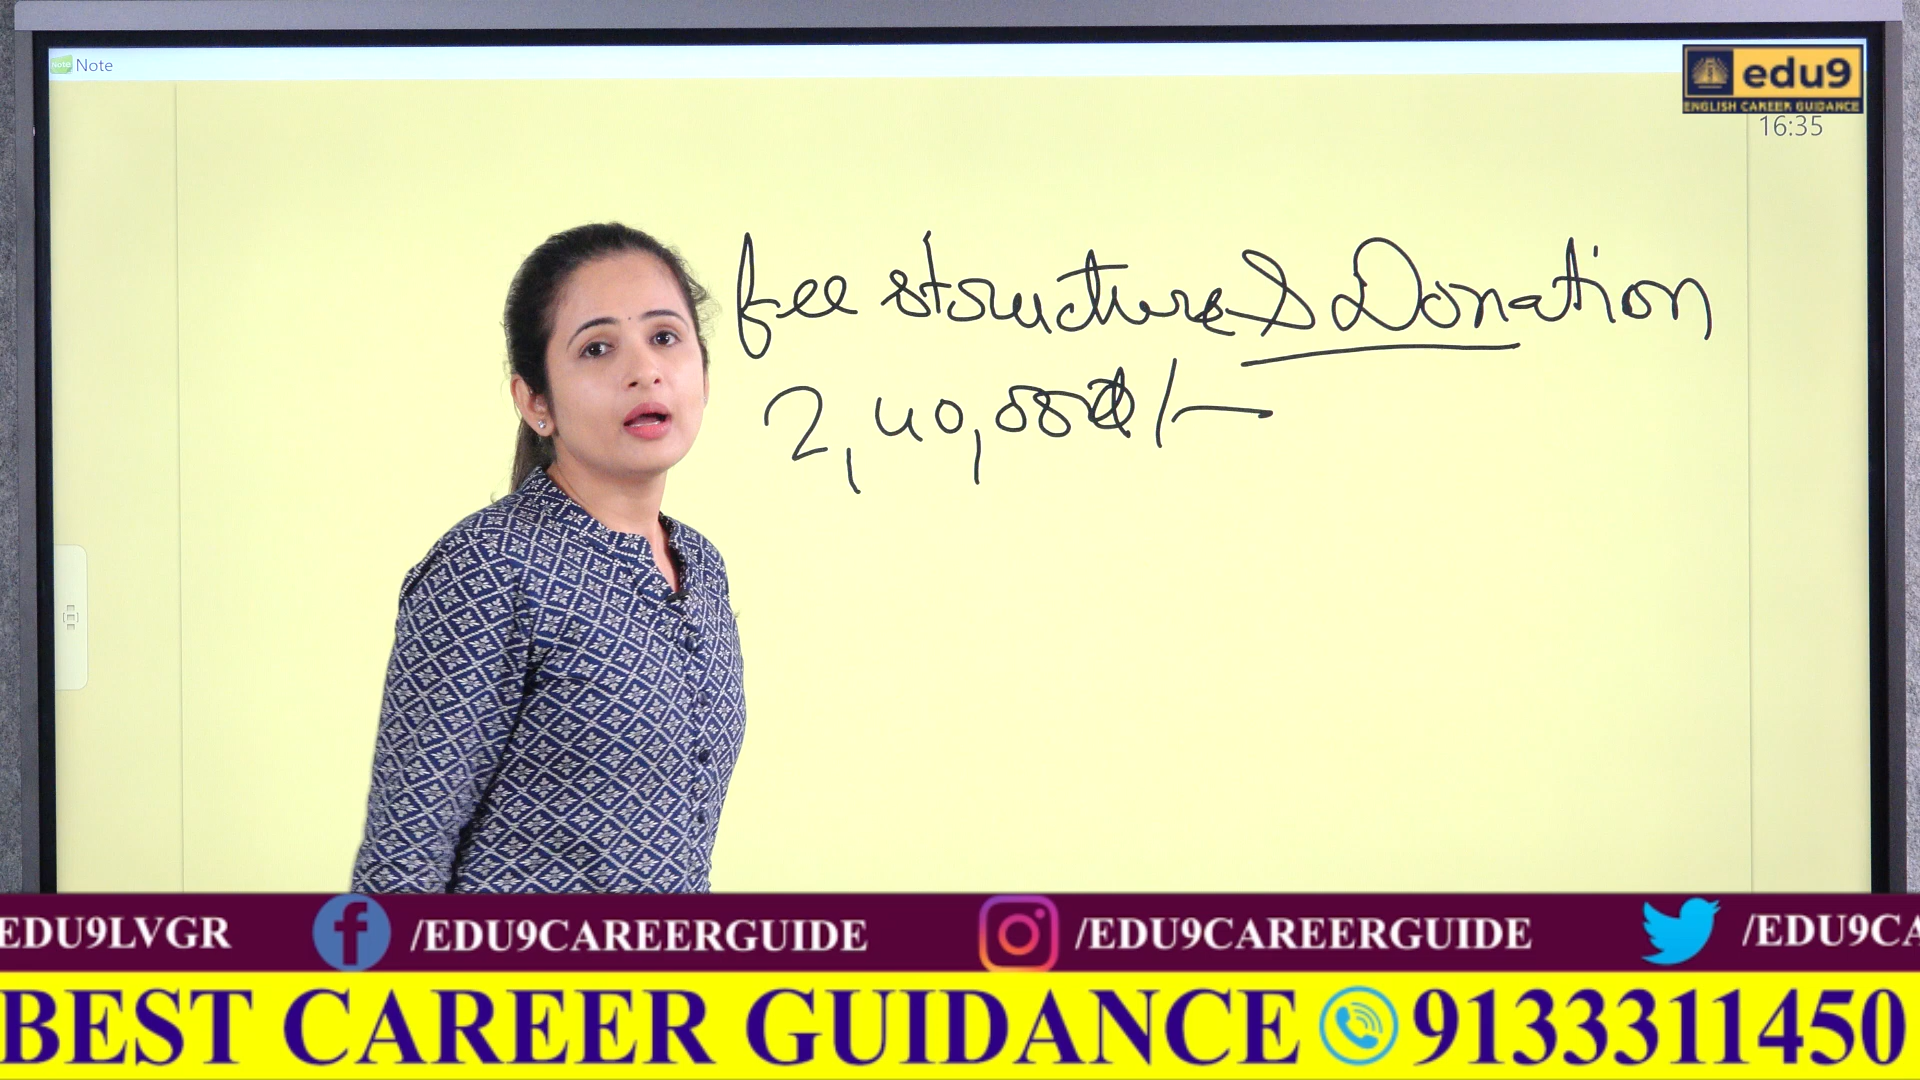 Note
edu9
ENGLISH CAREER GUIDANCE
16:35
fee structure & Donation
2,40,000/-
EDU9LVGR /EDU9CAREERGUIDE /EDU9CAREERGUIDE /EDU9CA
BEST CAREER GUIDANCE 9133311450